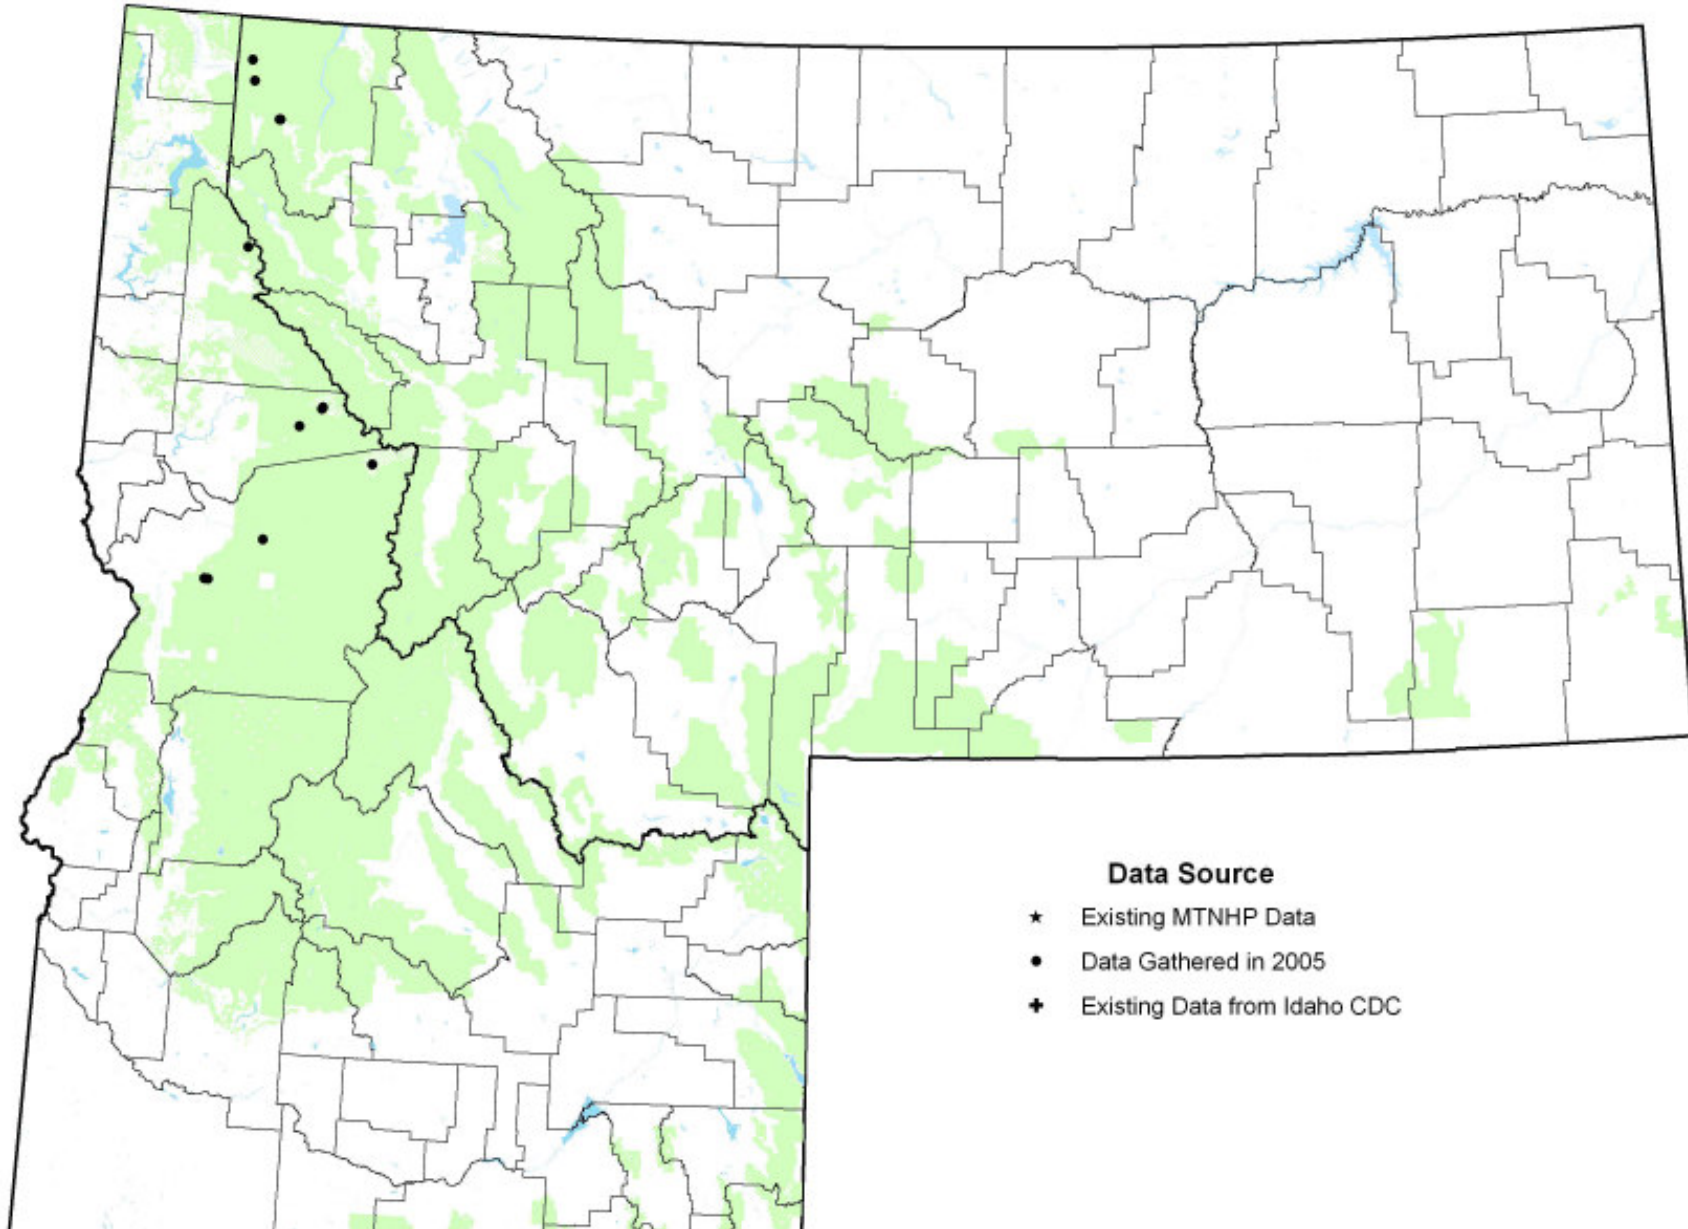 Data Source
Existing MTNHP Data
Data Gathered in 2005
Existing Data from Idaho CDC